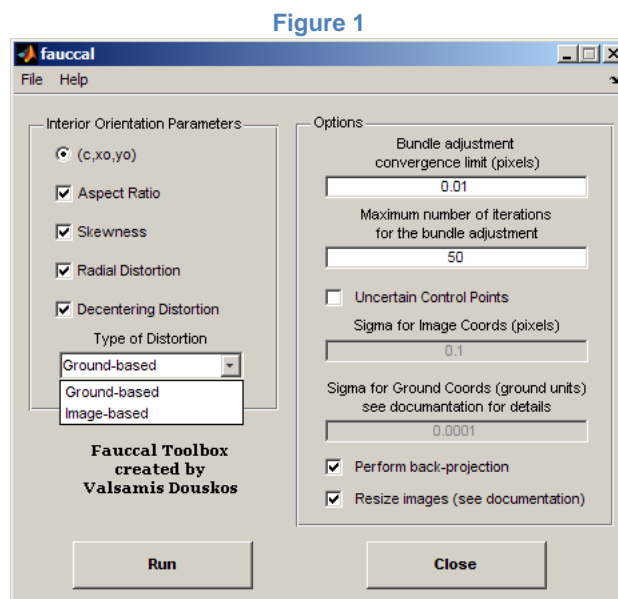 Figure 1
fauccal
File Help
Interior Orientation Parameters
(c,xo,yo)
Aspect Ratio
Skewness
Radial Distortion
Decentering Distortion
Type of Distortion
Ground-based
Ground-based
Image-based
Fauccal Toolbox
created by
Valsamis Douskos
Options
Bundle adjustment
convergence limit (pixels)
0.01
Maximum number of iterations
for the bundle adjustment
50
Uncertain Control Points
Sigma for Image Coords (pixels)
0.1
Sigma for Ground Coords (ground units)
see documantation for details
0.0001
Perform back-projection
Resize images (see documentation)
Run
Close